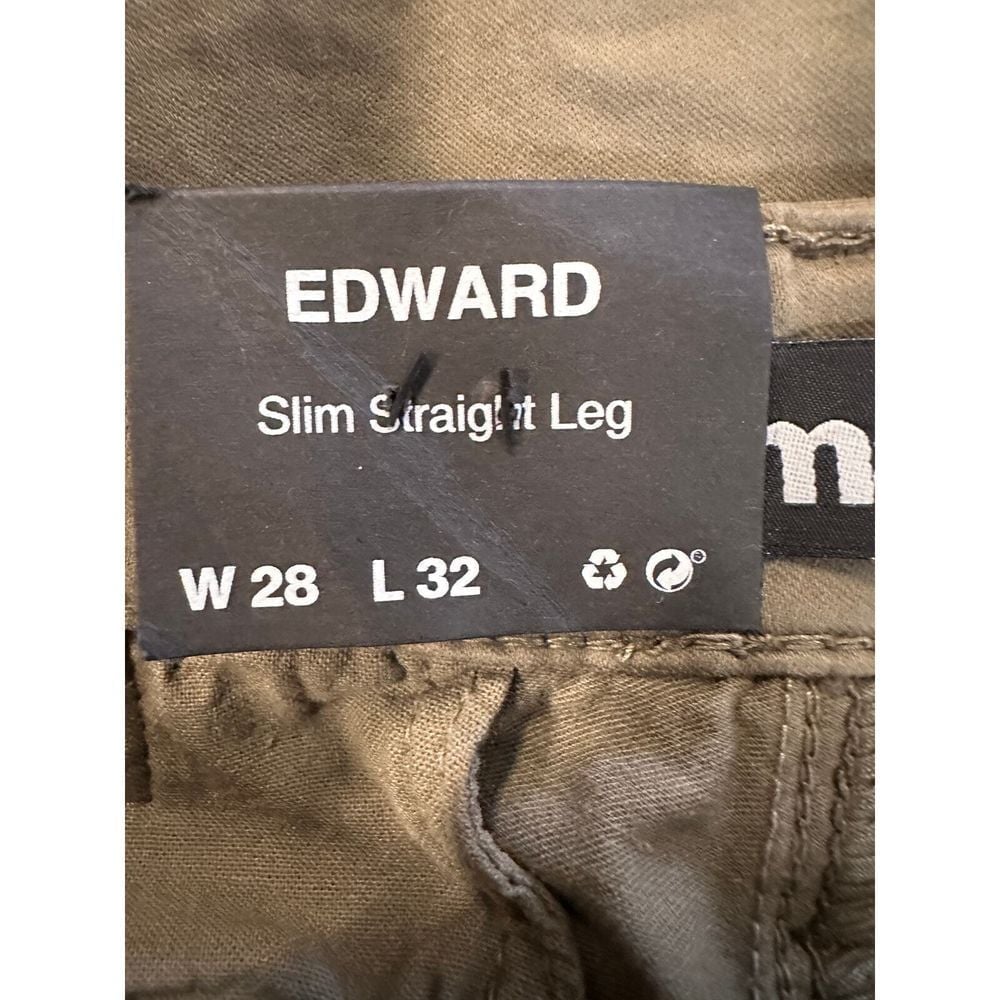 EDWARD
Slim Straight Leg
W 28 L 32
m